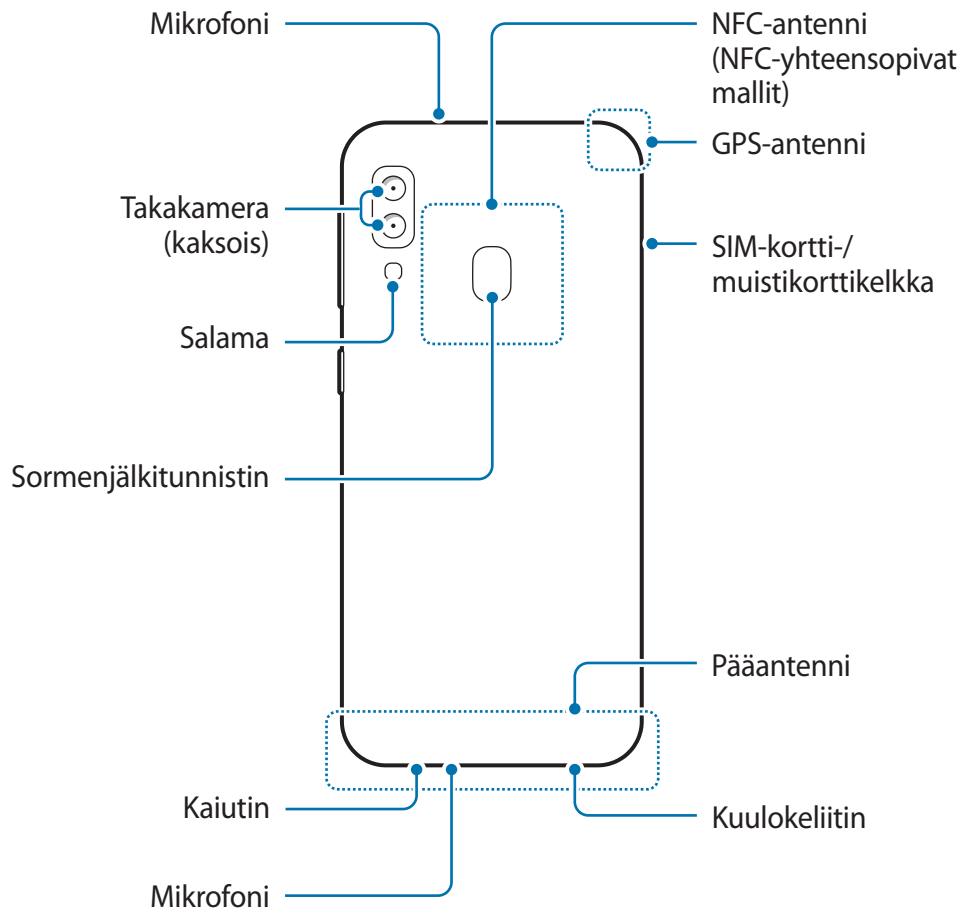 Mikrofoni
NFC-antenni
(NFC-yhteensopivat
mallit)
GPS-antenni
Takakamera
(kaksois)
SIM-kortti-/
muistikorttikelkka
Salama
Sormenjälkitunnistin
Pääantenni
Kaiutin
Kuulokeliitin
Mikrofoni